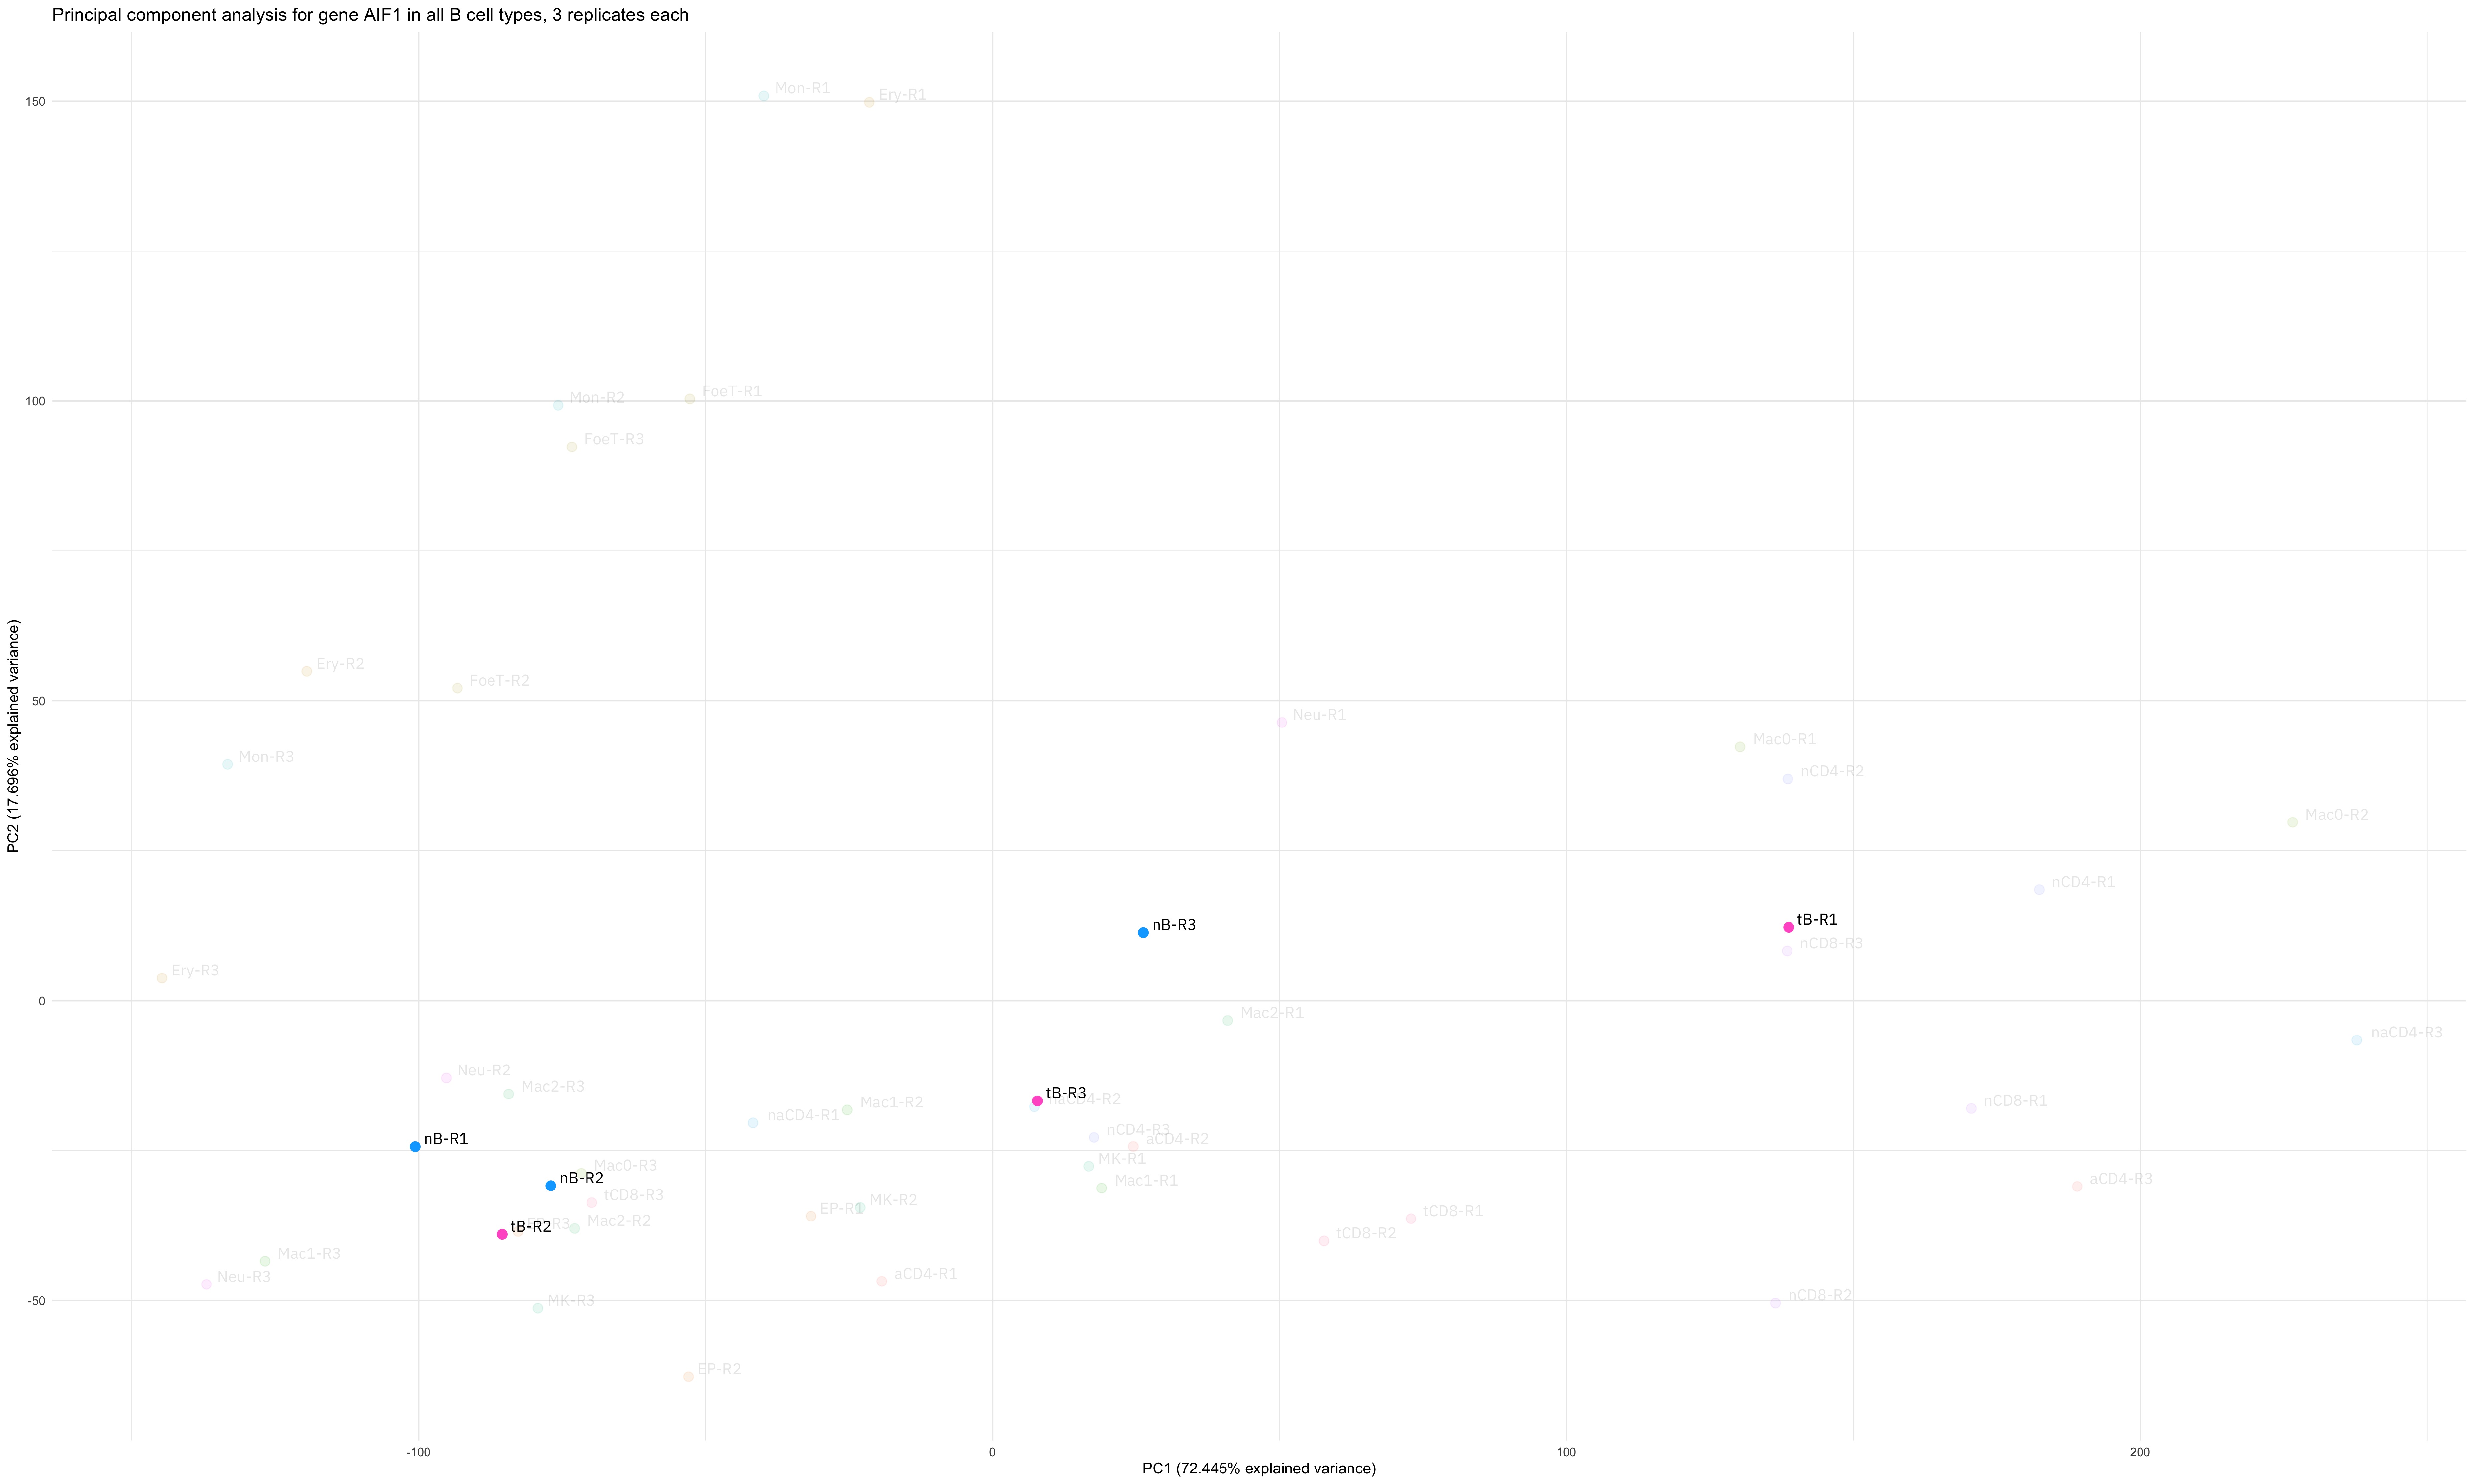 Principal component analysis for gene AIF1 in all B cell types, 3 replicates each
Mon-R1
Ery-R1
150
FoeT-R1
Mon-R2
100
FoeT-R3
Ery-R2
FoeT-R2
50
Neu-R1
Mac0-R1
Mon-R3
nCD4-R2
Mac0-R2
nCD4-R1
tB-R1
nB-R3
nCD8-R3
Ery-R3
0
Mac2-R1
naCD4-R3
Neu-R2
Mac2-R3
tB-R3
naCD4-R2
nCD8-R1
Mac1-R2
naCD4-R1
nCD4-R3
nB-R1
aCD4-R2
MK-R1
Mac0-R3
nB-R2
Mac1-R1
aCD4-R3
tCD8-R3
MK-R2
EP-R1
tCD8-R1
Mac2-R2
EP-R3
tB-R2
tCD8-R2
Mac1-R3
aCD4-R1
Neu-R3
nCD8-R2
MK-R3
-50
EP-R2
PC2 (17.696% explained variance)
-100
0
100
200
PC1 (72.445% explained variance)